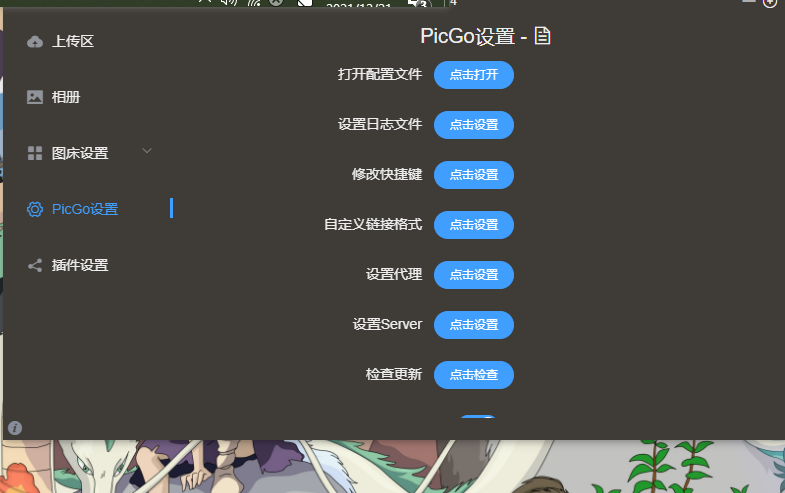 2021/12/21
3
4
上传区
相册
图床设置
PicGo设置
插件设置
PicGo设置 -
打开配置文件 点击打开
设置日志文件 点击设置
修改快捷键 点击设置
自定义链接格式 点击设置
设置代理 点击设置
设置Server 点击设置
检查更新 点击检查